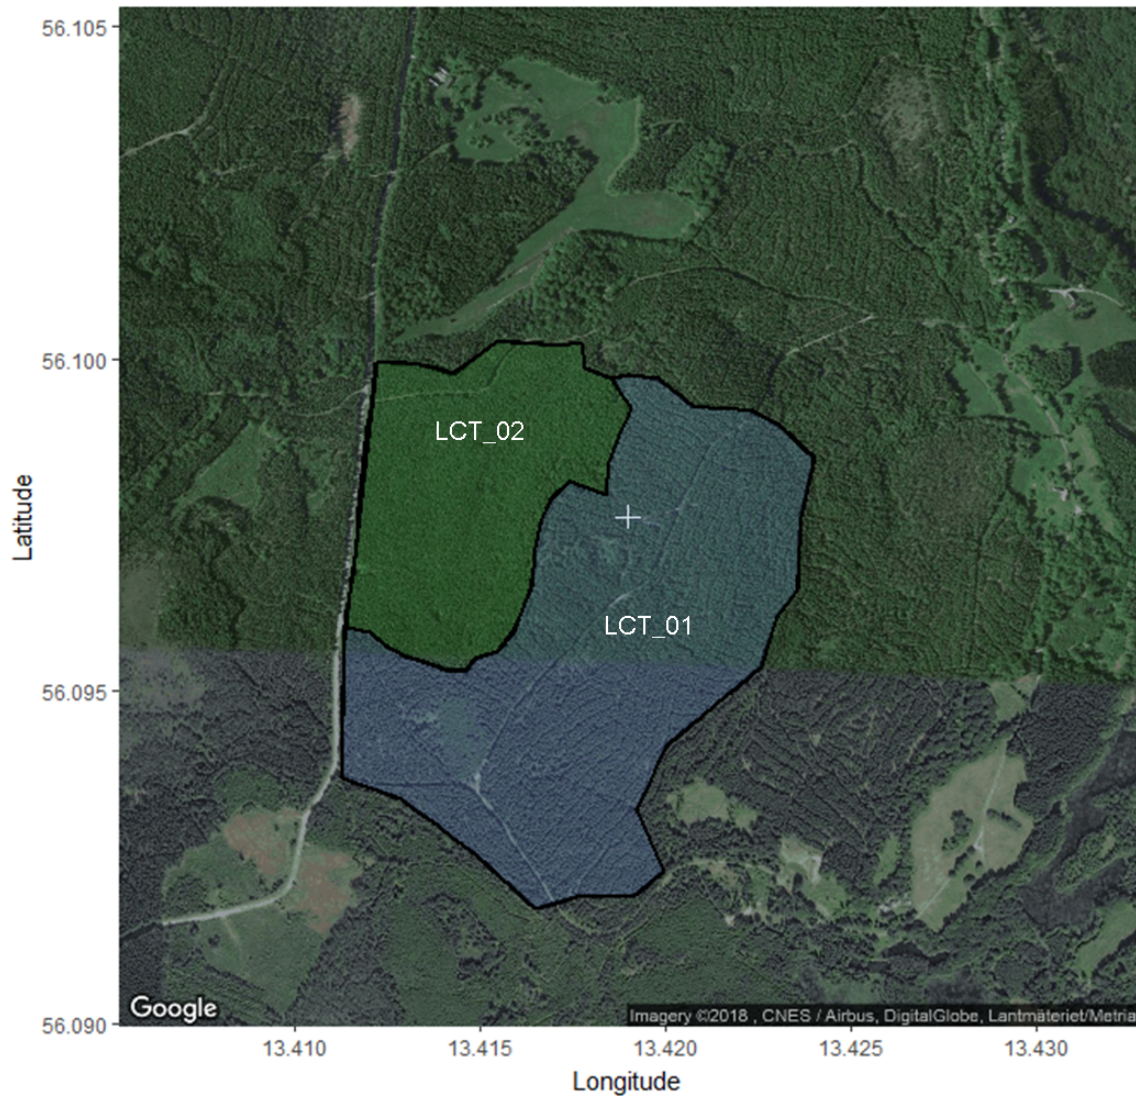 56.105
56.100
56.095
56.090
Latitude
LCT_02
LCT_01
Google
Imagery ©2018 , CNES / Airbus, DigitalGlobe, Lantmäteriet/Metria
13.410
13.415
13.420
13.425
13.430
Longitude